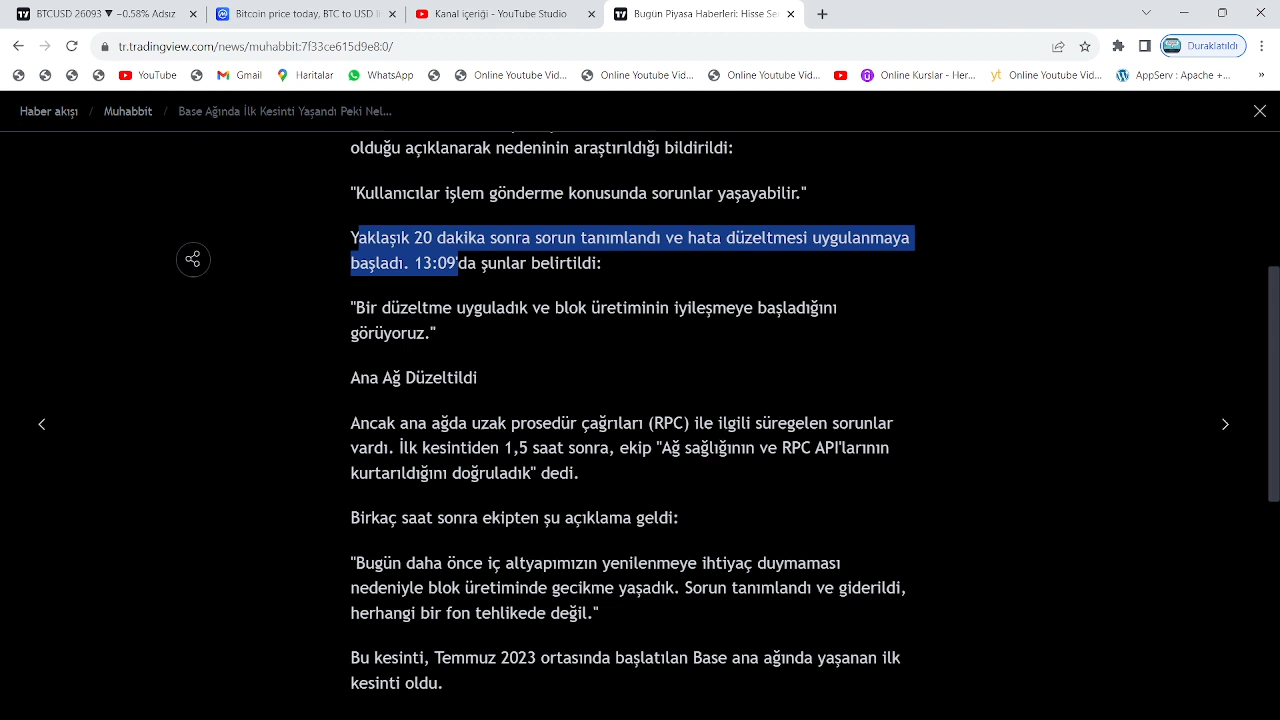 BTCUSD 26093 ▼ −0.58% Adsız
Bitcoin price today, BTC to USD li
Kanal içeriği - YouTube Studio
Bugün Piyasa Haberleri: Hisse Se
tr.tradingview.com/news/muhabbit:7f33ce615d9e8:0/
Duraklatıldı
YouTube
Gmail
Haritalar
WhatsApp
Online Youtube Vid...
Online Youtube Vid...
Online Youtube Vid...
Online Kurslar - Her...
Online Youtube Vid...
AppServ : Apache +...
»
Haber akışı / Muhabbit / Base Ağında İlk Kesinti Yaşandı Peki Nel...
olduğu açıklanarak nedeninin araştırıldığı bildirildi:
"Kullanıcılar işlem gönderme konusunda sorunlar yaşayabilir."
Yaklaşık 20 dakika sonra sorun tanımlandı ve hata düzeltmesi uygulanmaya
başladı. 13:09'da şunlar belirtildi:
"Bir düzeltme uyguladık ve blok üretiminin iyileşmeye başladığını
görüyoruz."
Ana Ağ Düzeltildi
Ancak ana ağda uzak prosedür çağrıları (RPC) ile ilgili süregelen sorunlar
vardı. İlk kesintiden 1,5 saat sonra, ekip "Ağ sağlığının ve RPC API'larının
kurtarıldığını doğruladık" dedi.
Birkaç saat sonra ekipten şu açıklama geldi:
"Bugün daha önce iç altyapımızın yenilenmeye ihtiyaç duymaması
nedeniyle blok üretiminde gecikme yaşadık. Sorun tanımlandı ve giderildi,
herhangi bir fon tehlikede değil."
Bu kesinti, Temmuz 2023 ortasında başlatılan Base ana ağında yaşanan ilk
kesinti oldu.